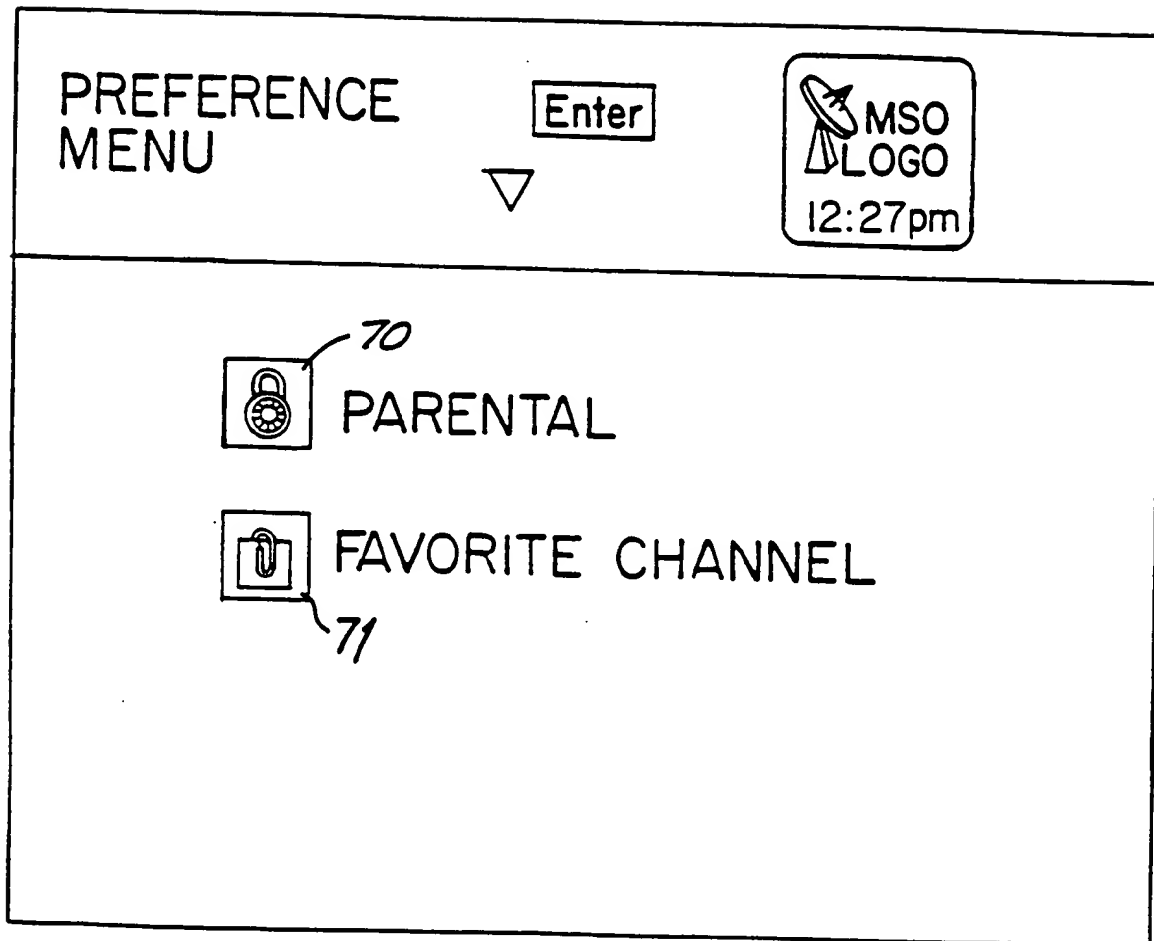 PREFERENCE
MENU
Enter
MSO
LOGO
12:27pm
70
PARENTAL
FAVORITE CHANNEL
71